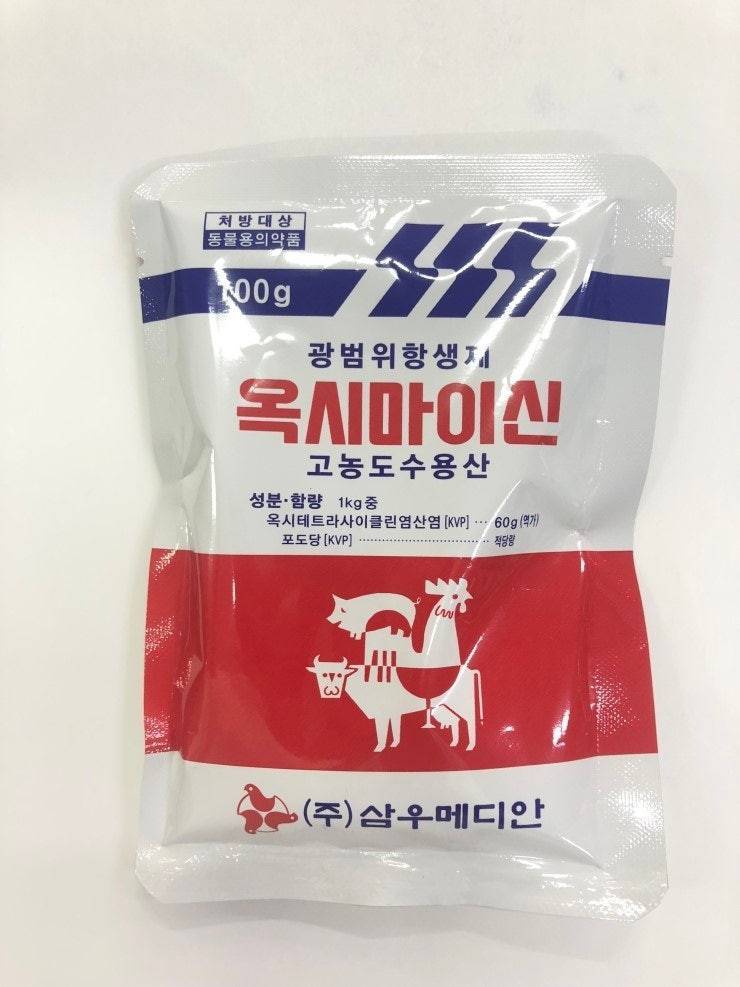 처방대상
동물용의약품
100g
광범위항생제
옥시마이신
고농도수용산
성분·함량 1kg중
옥시테트라사이클린염산염[KVP] ··· 60g(역가)
포도당[KVP] ································ 적당량
(주)삼우메디안